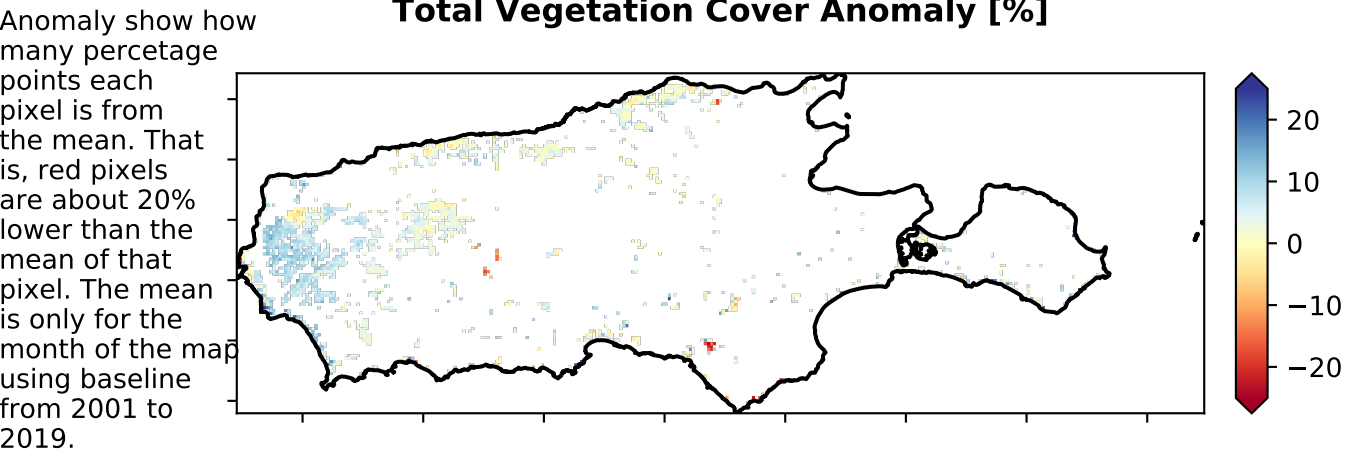 Total Vegetation Cover Anomaly [%]
Anomaly show how
many percetage
points each
pixel is from
the mean. That
is, red pixels
are about 20%
lower than the
mean of that
pixel. The mean
is only for the
month of the map
using baseline
from 2001 to
2019.
20
10
0
−10
−20